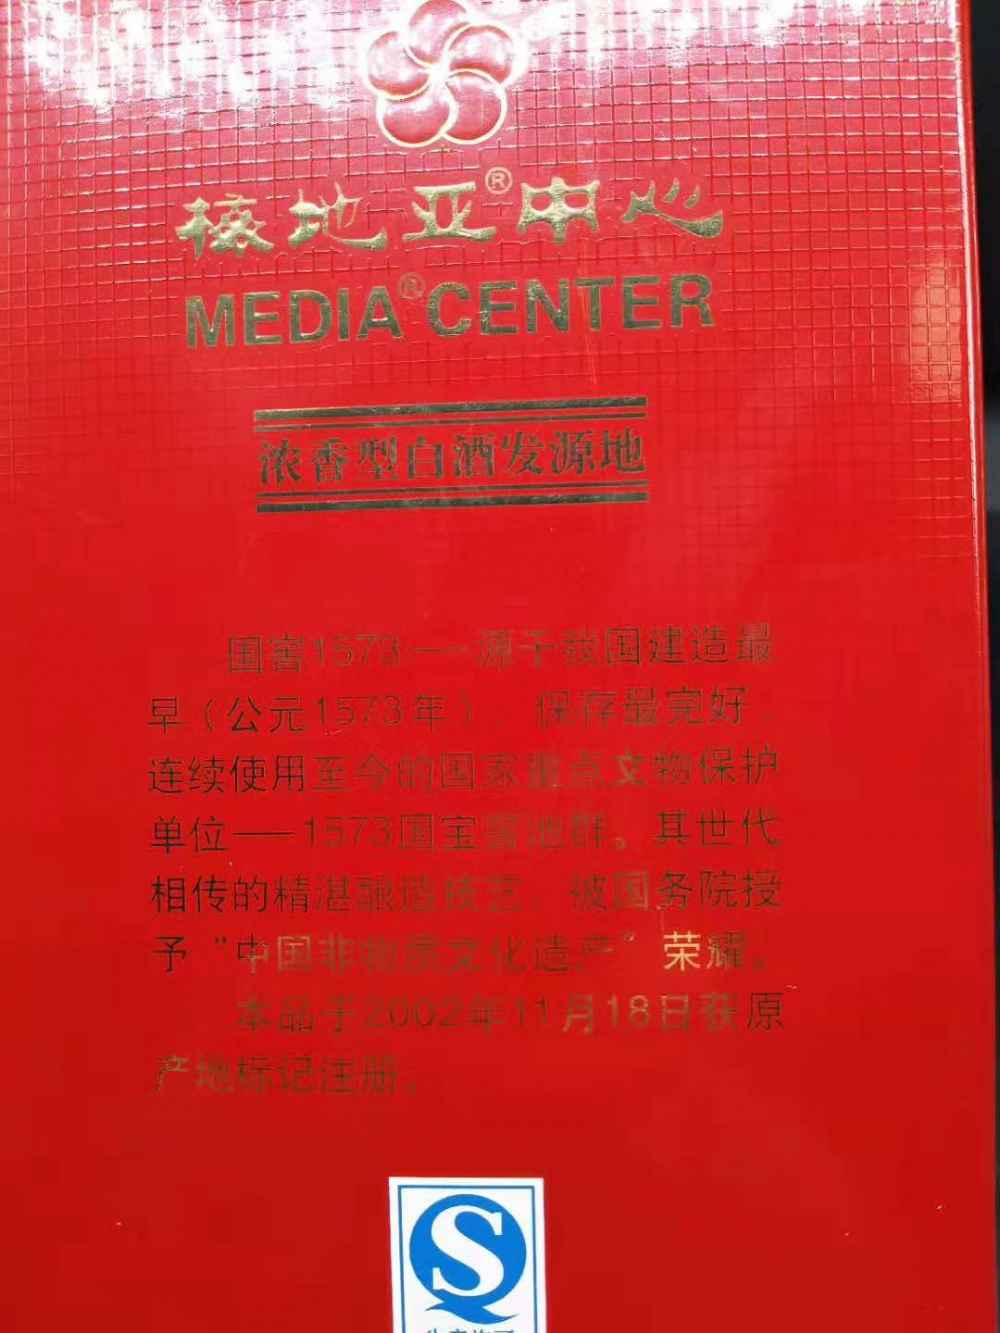 梅地亚®中心
MEDIA®CENTER
浓香型白酒发源地
国窖1573——源于我国建造最
早（公元1573年）、保存最完好、
连续使用至今的国家重点文物保护
单位——1573国宝窖池群。其世代
相传的精湛酿造技艺，被国务院授
予“中国非物质文化遗产”荣耀。
本品于2002年11月18日获原
产地标记注册。
S